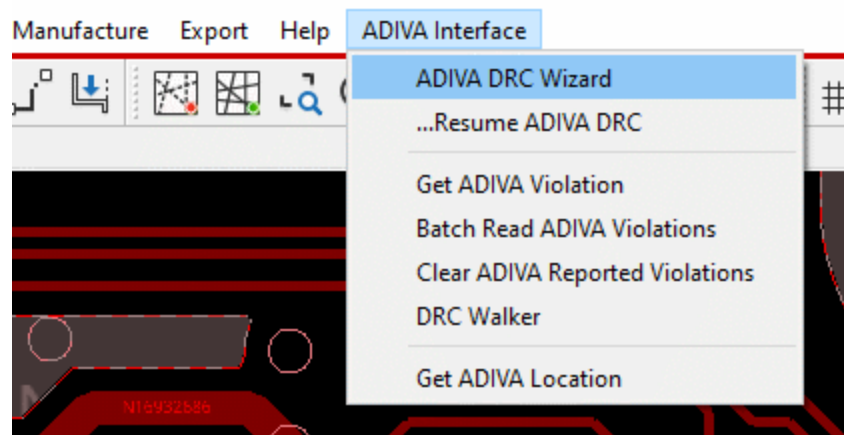 Manufacture Export Help ADIVA Interface
ADIVA DRC Wizard
...Resume ADIVA DRC
Get ADIVA Violation
Batch Read ADIVA Violations
Clear ADIVA Reported Violations
DRC Walker
Get ADIVA Location
N
N16932686